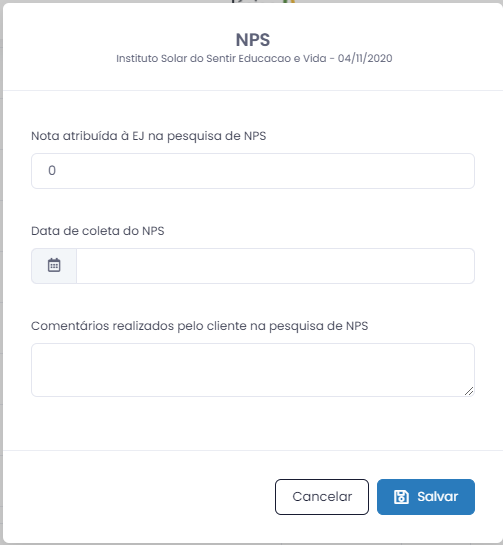 NPS
Instituto Solar do Sentir Educacao e Vida - 04/11/2020
Nota atribuída à EJ na pesquisa de NPS
0
Data de coleta do NPS
Comentários realizados pelo cliente na pesquisa de NPS
Cancelar
Salvar